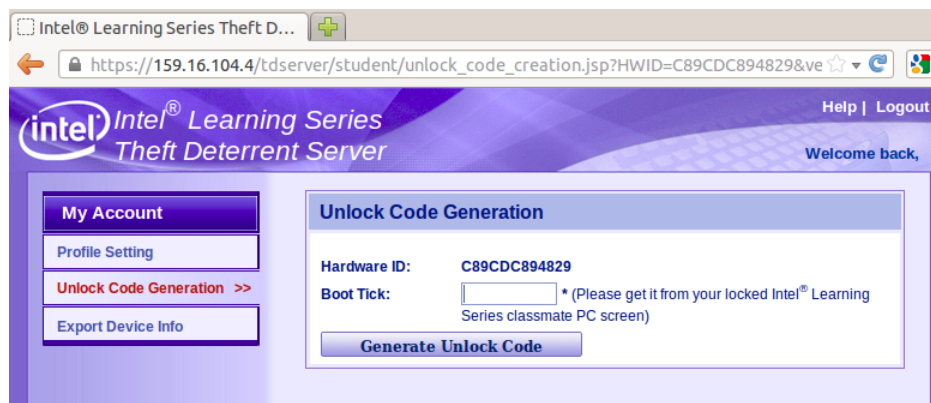 Intel® Learning Series Theft D...
https://159.16.104.4/tdserver/student/unlock_code_creation.jsp?HWID=C89CDC894829&ve
Help | Logout
intel Intel® Learning Series
Theft Deterrent Server
Welcome back,
My Account
Profile Setting
Unlock Code Generation >>
Export Device Info
Unlock Code Generation
Hardware ID: C89CDC894829
Boot Tick: * (Please get it from your locked Intel® Learning
Series classmate PC screen)
Generate Unlock Code